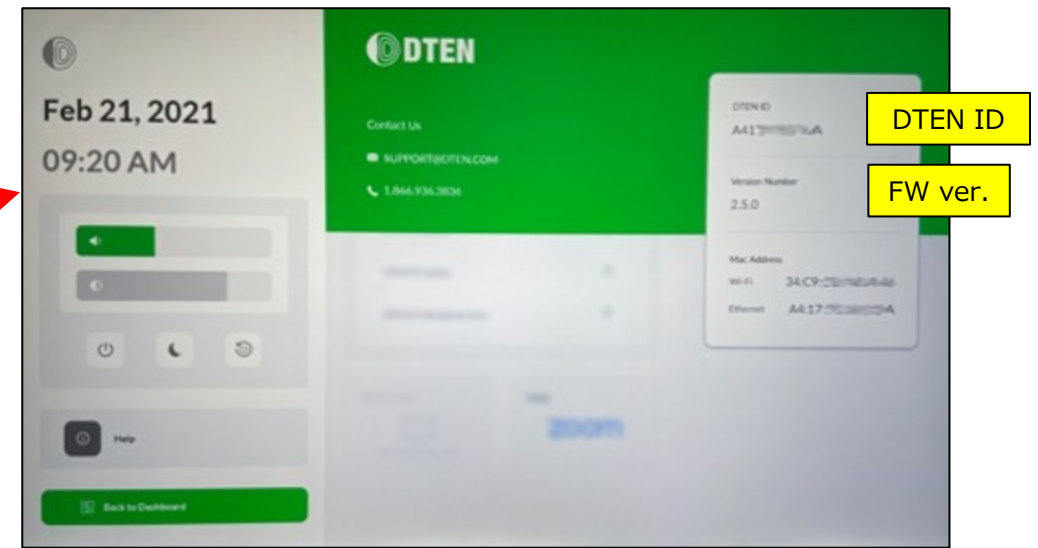 DTEN
Feb 21, 2021
09:20 AM
Contact Us
SUPPORT@DTEN.COM
1.866.936.3836
DTEN ID
Version Number
2.5.0
Mac Address
Wi-Fi 34:C9:
Ethernet A4:17:
DTEN ID
FW ver.
Help
Back to Dashboard
zoom